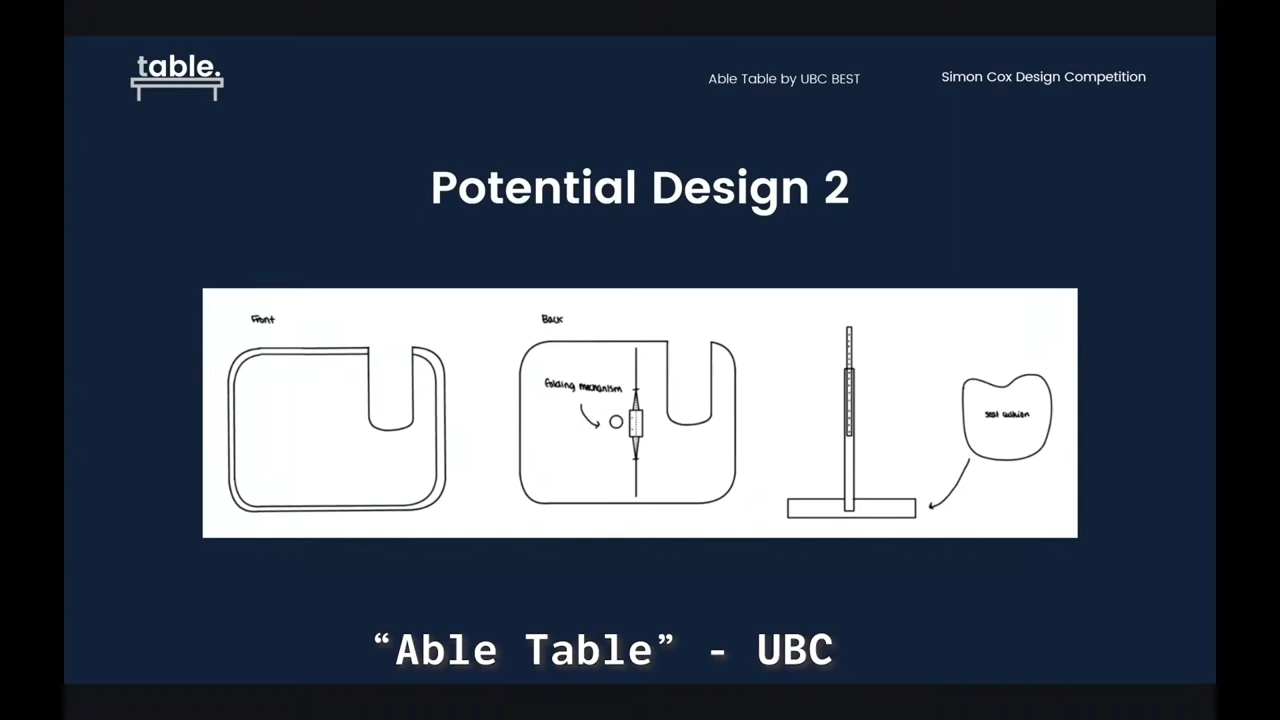 table.
Able Table by UBC BEST
Simon Cox Design Competition
Potential Design 2
Front
Back
folding mechanism
seat cushion
“Able Table” - UBC